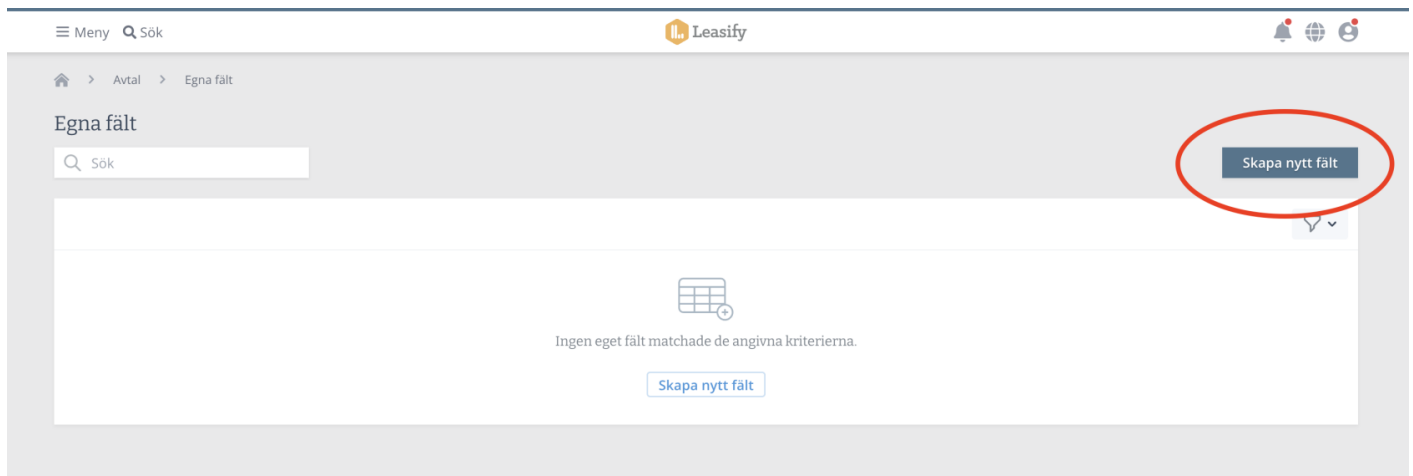 Meny Sök Leasify
Avtal Egna fält
Egna fält
Sök Skapa nytt fält
Ingen eget fält matchade de angivna kriterierna.
Skapa nytt fält